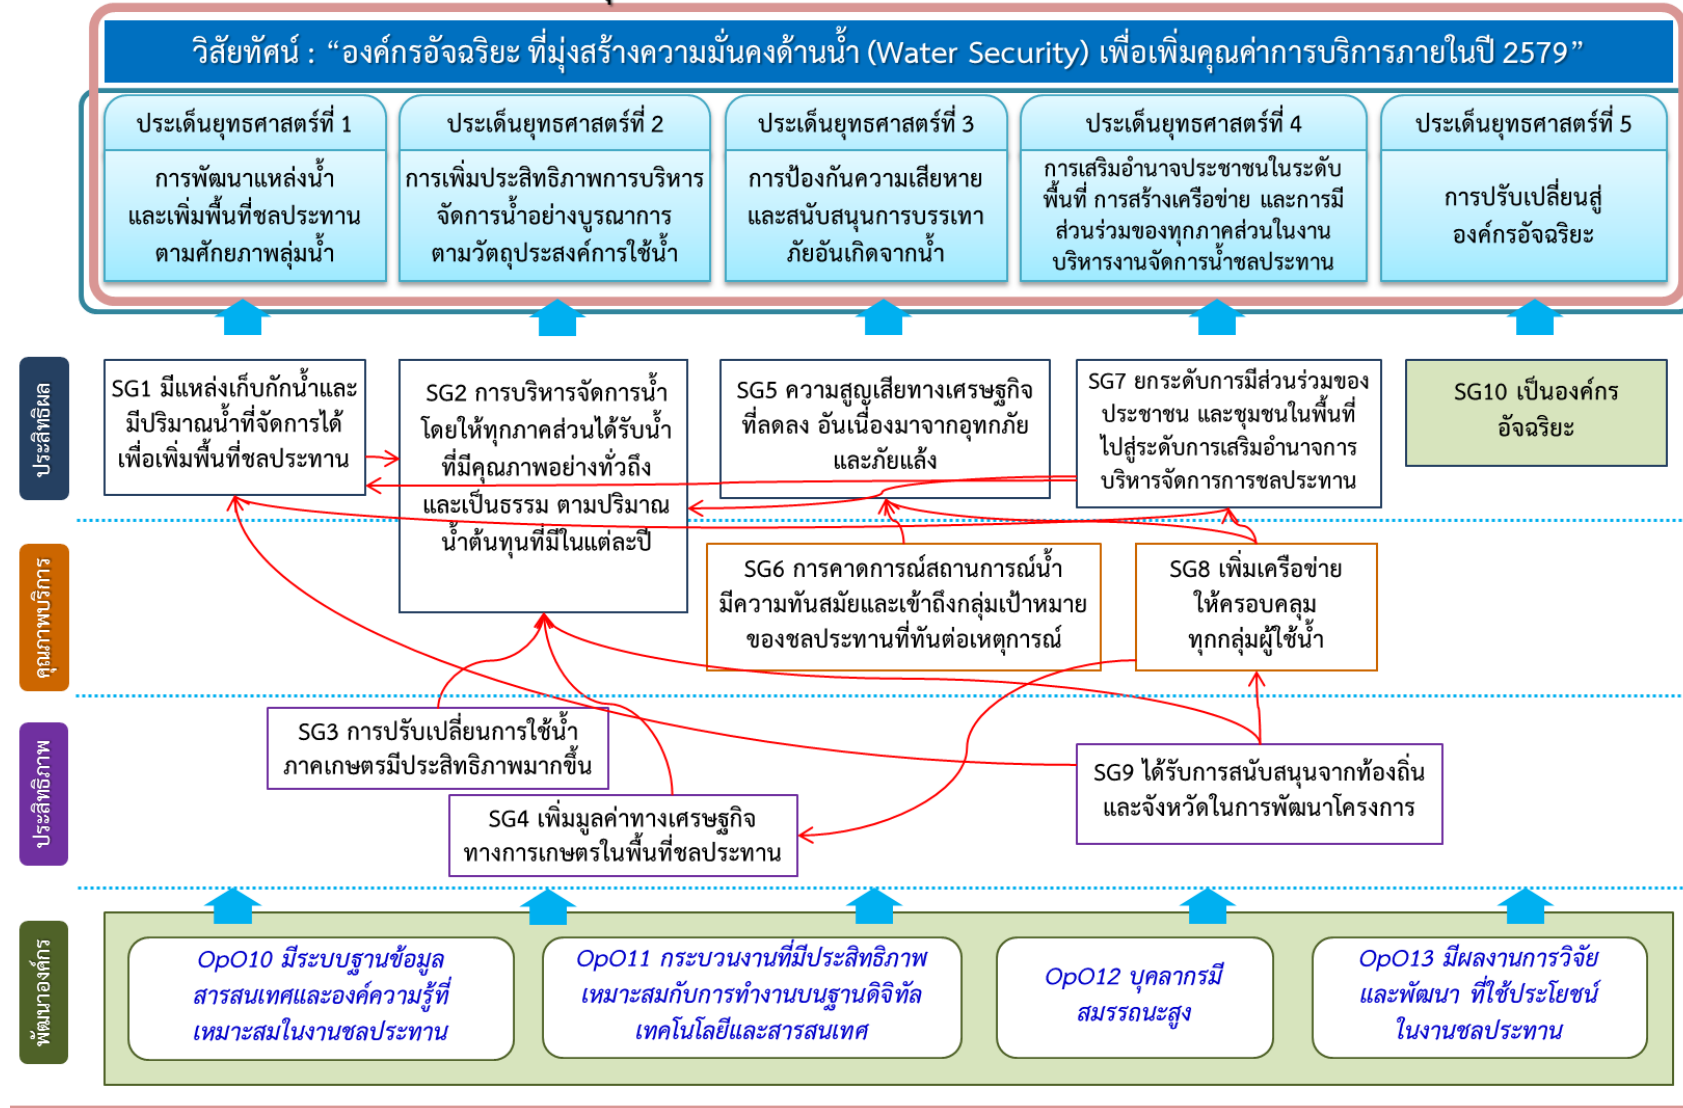 วิสัยทัศน์ : “องค์กรอัจฉริยะ ที่มุ่งสร้างความมั่นคงด้านน้ำ (Water Security) เพื่อเพิ่มคุณค่าการบริการภายในปี 2579”
ประเด็นยุทธศาสตร์ที่ 1
การพัฒนาแหล่งน้ำ
และเพิ่มพื้นที่ชลประทาน
ตามศักยภาพลุ่มน้ำ
ประเด็นยุทธศาสตร์ที่ 2
การเพิ่มประสิทธิภาพการบริหาร
จัดการน้ำอย่างบูรณาการ
ตามวัตถุประสงค์การใช้น้ำ
ประเด็นยุทธศาสตร์ที่ 3
การป้องกันความเสียหาย
และสนับสนุนการบรรเทา
ภัยอันเกิดจากน้ำ
ประเด็นยุทธศาสตร์ที่ 4
การเสริมอำนาจประชาชนในระดับ
พื้นที่ การสร้างเครือข่าย และการมี
ส่วนร่วมของทุกภาคส่วนในงาน
บริหารงานจัดการน้ำชลประทาน
ประเด็นยุทธศาสตร์ที่ 5
การปรับเปลี่ยนสู่
องค์กรอัจฉริยะ
ประสิทธิผล
SG1 มีแหล่งเก็บกักน้ำและ
มีปริมาณน้ำที่จัดการได้
เพื่อเพิ่มพื้นที่ชลประทาน
SG2 การบริหารจัดการน้ำ
โดยให้ทุกภาคส่วนได้รับน้ำ
ที่มีคุณภาพอย่างทั่วถึง
และเป็นธรรม ตามปริมาณ
น้ำต้นทุนที่มีในแต่ละปี
SG5 ความสูญเสียทางเศรษฐกิจ
ที่ลดลง อันเนื่องมาจากอุทกภัย
และภัยแล้ง
SG7 ยกระดับการมีส่วนร่วมของ
ประชาชน และชุมชนในพื้นที่
ไปสู่ระดับการเสริมอำนาจการ
บริหารจัดการการชลประทาน
SG10 เป็นองค์กร
อัจฉริยะ
คุณภาพบริการ
SG6 การคาดการณ์สถานการณ์น้ำ
มีความทันสมัยและเข้าถึงกลุ่มเป้าหมาย
ของชลประทานที่ทันต่อเหตุการณ์
SG8 เพิ่มเครือข่าย
ให้ครอบคลุม
ทุกกลุ่มผู้ใช้น้ำ
ประสิทธิภาพ
SG3 การปรับเปลี่ยนการใช้น้ำ
ภาคเกษตรมีประสิทธิภาพมากขึ้น
SG4 เพิ่มมูลค่าทางเศรษฐกิจ
ทางการเกษตรในพื้นที่ชลประทาน
SG9 ได้รับการสนับสนุนจากท้องถิ่น
และจังหวัดในการพัฒนาโครงการ
พัฒนาองค์กร
OpO10 มีระบบฐานข้อมูล
สารสนเทศและองค์ความรู้ที่
เหมาะสมในงานชลประทาน
OpO11 กระบวนงานที่มีประสิทธิภาพ
เหมาะสมกับการทำงานบนฐานดิจิทัล
เทคโนโลยีและสารสนเทศ
OpO12 บุคลากรมี
สมรรถนะสูง
OpO13 มีผลงานการวิจัย
และพัฒนา ที่ใช้ประโยชน์
ในงานชลประทาน